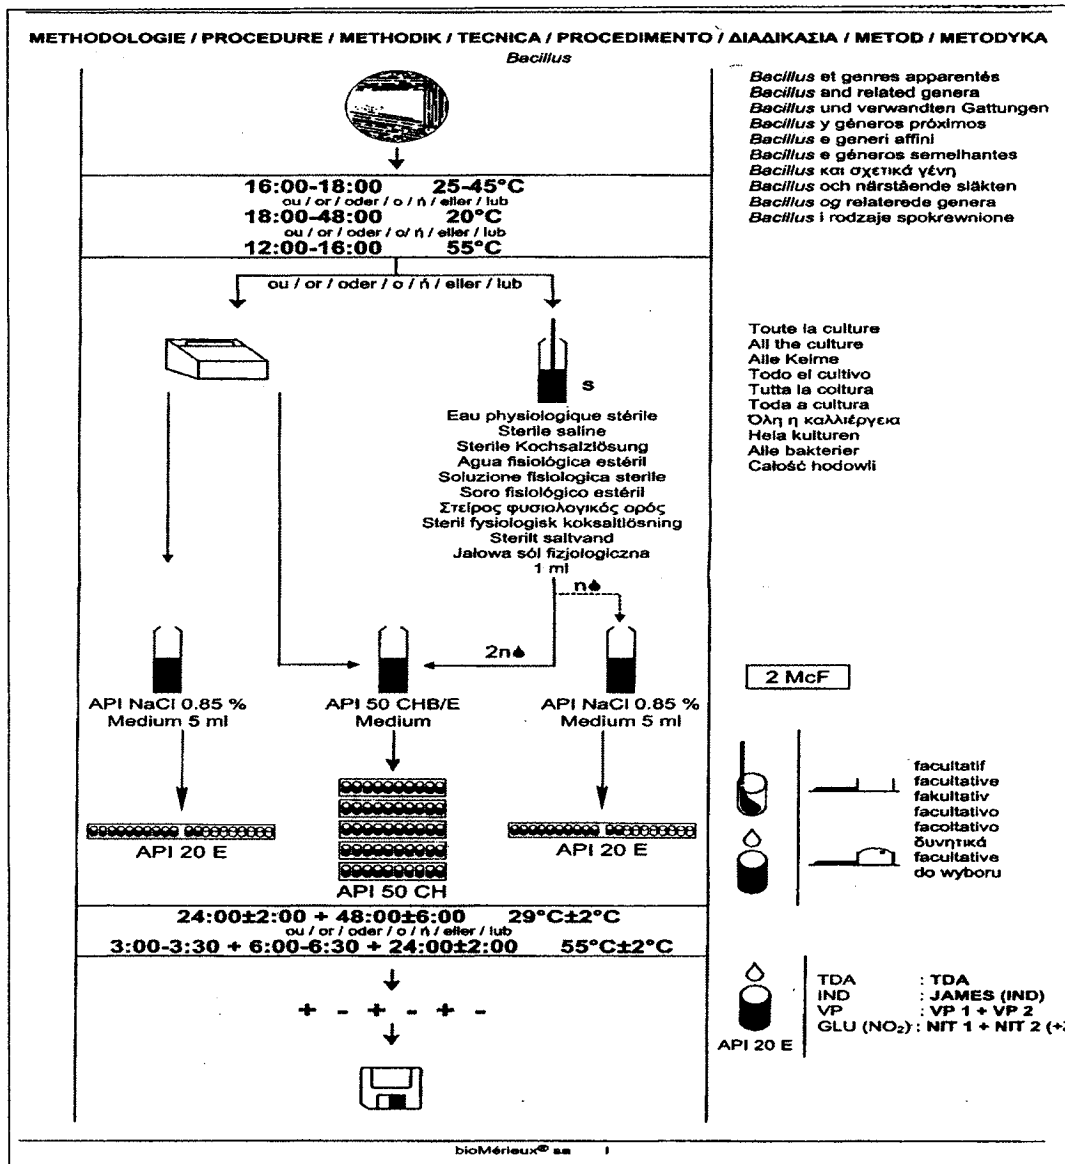 METHODOLOGIE / PROCEDURE / METHODIK / TECNICA / PROCEDIMENTO / ΔΙΑΔΙΚΑΣΙΑ / METOD / METODYKA
Bacillus
Bacillus et genres apparentés
Bacillus and related genera
Bacillus und verwandten Gattungen
Bacillus y géneros próximos
Bacillus e generi affini
Bacillus e géneros semelhantes
Bacillus και σχετικά γένη
Bacillus och närstående släkten
Bacillus og relaterede genera
Bacillus i rodzaje spokrewnione
16:00-18:00 25-45°C
ou / or / oder / o / ή / eller / lub
18:00-48:00 20°C
ou / or / oder / o/ ή / eller / lub
12:00-16:00 55°C
ou / or / oder / o / ή / eller / lub
Toute la culture
All the culture
Alle Keime
Todo el cultivo
Tutta la coltura
Toda a cultura
Όλη η καλλιέργεια
Hela kulturen
Alle bakterier
Całość hodowli
S
Eau physiologique stérile
Sterile saline
Sterile Kochsalzlösung
Agua fisiológica estéril
Soluzione fisiologica sterile
Soro fisiológico estéril
Στείρος φυσιολογικός ορός
Steril fysiologisk koksaltlösning
Sterilt saltvand
Jałowa sól fizjologiczna
1 ml
n
2n
2 McF
API NaCl 0.85 %
Medium 5 ml
API 50 CHB/E
Medium
API NaCl 0.85 %
Medium 5 ml
facultatif
facultative
fakultativ
facultativo
facoltativo
δυνητικά
facultative
do wyboru
API 20 E
API 50 CH
API 20 E
24:00±2:00 + 48:00±6:00 29°C±2°C
ou / or / oder / o / ή / eller / lub
3:00-3:30 + 6:00-6:30 + 24:00±2:00 55°C±2°C
+ - + - + -
TDA : TDA
IND : JAMES (IND)
VP : VP 1 + VP 2
GLU (NO₂) : NIT 1 + NIT 2 (+
API 20 E
bioMérieux® sa I